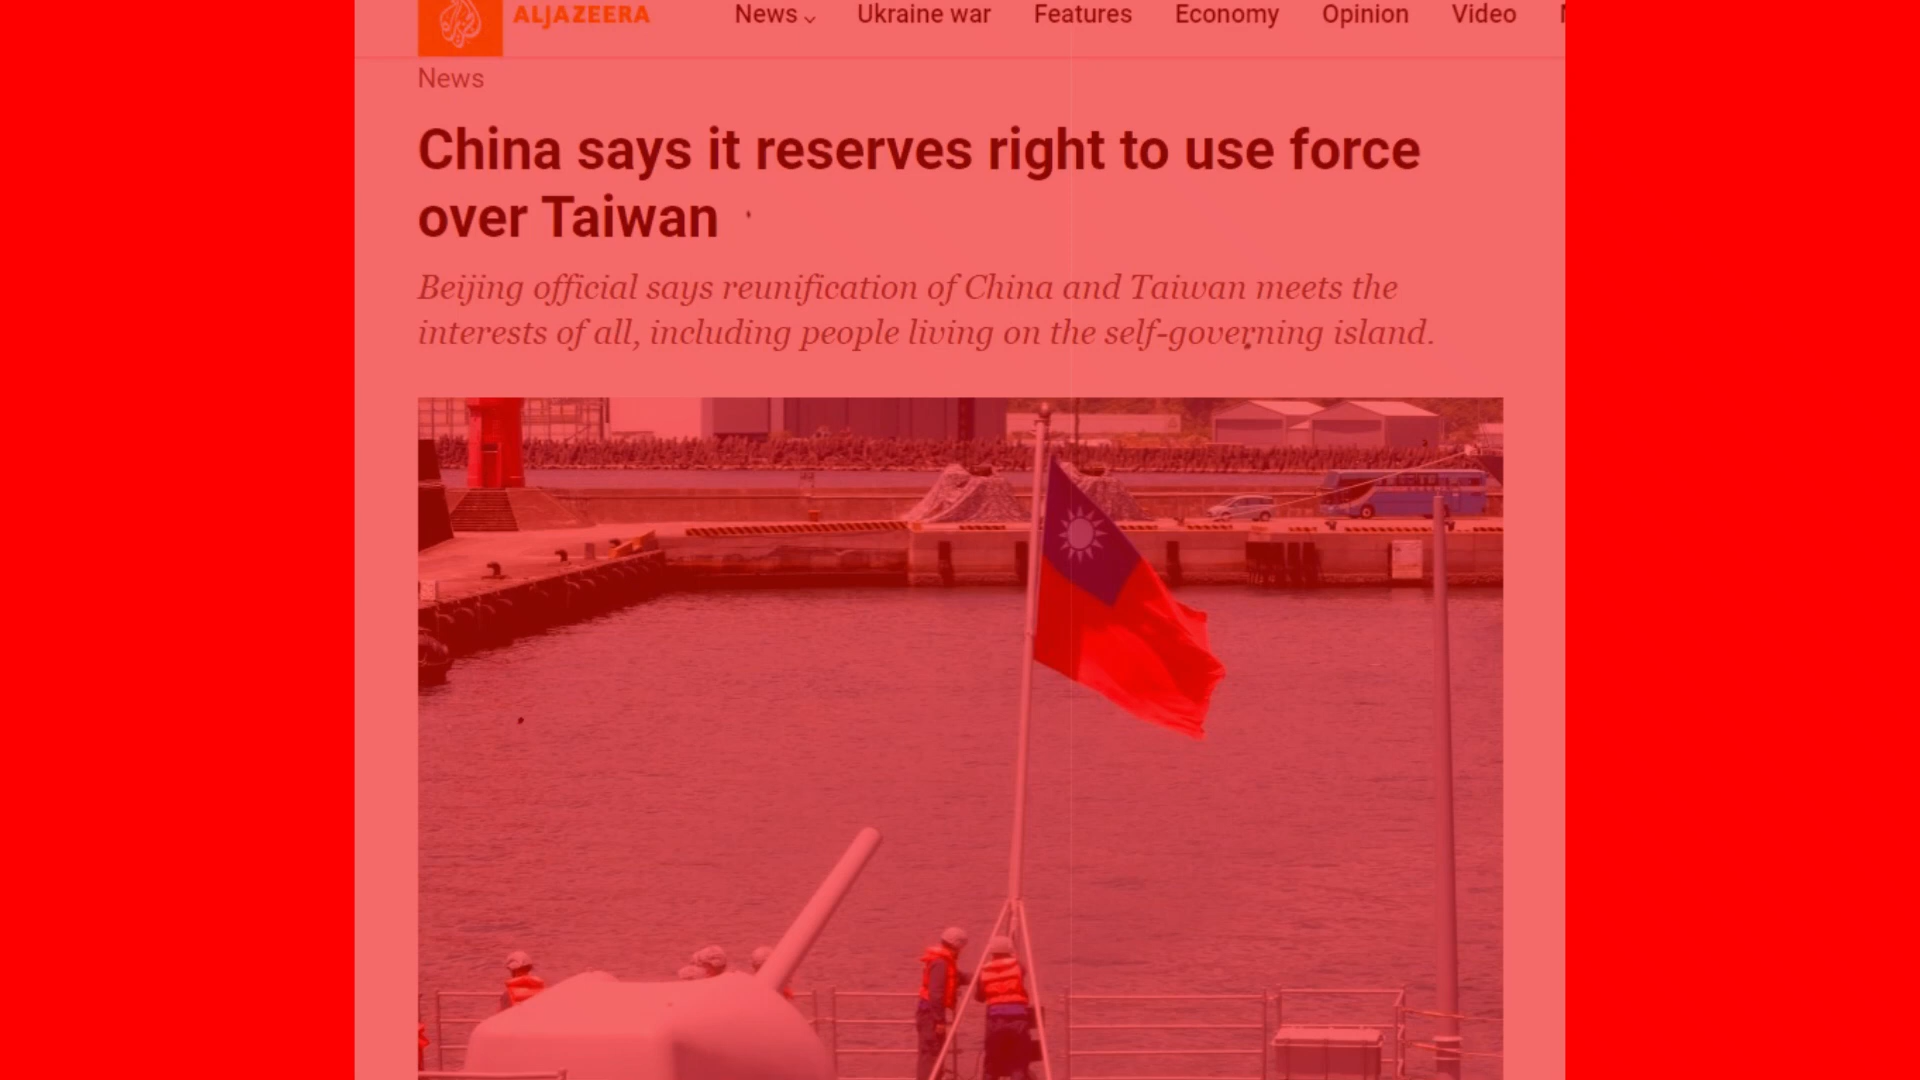 ALJAZEERA News Ukraine war Features Economy Opinion Video
News
China says it reserves right to use force
over Taiwan
Beijing official says reunification of China and Taiwan meets the
interests of all, including people living on the self-governing island.